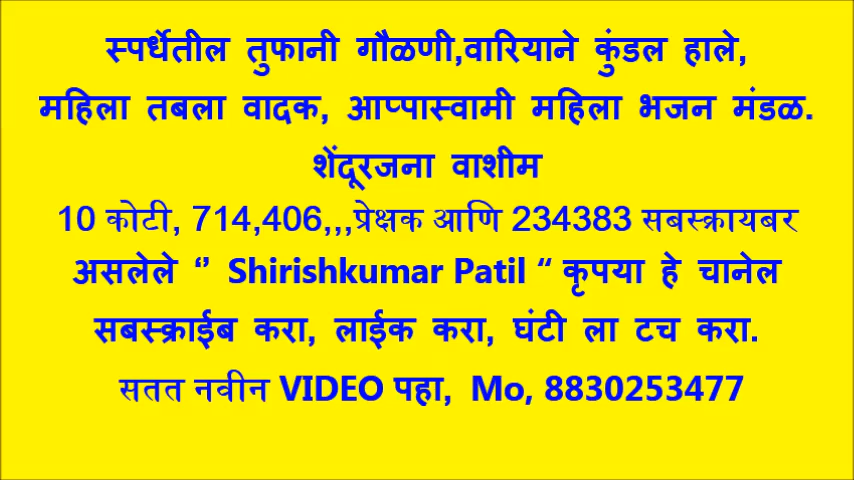 स्पर्धेतील तुफानी गौळणी,वारियाने कुंडल हाले,
महिला तबला वादक, आप्पास्वामी महिला भजन मंडळ.
शेंदूरजना वाशीम
10 कोटी, 714,406,,,प्रेक्षक आणि 234383 सबस्क्रायबर
असलेले ‘’ Shirishkumar Patil “ कृपया हे चानेल
सबस्क्राईब करा, लाईक करा, घंटी ला टच करा.
सतत नवीन VIDEO पहा, Mo, 8830253477